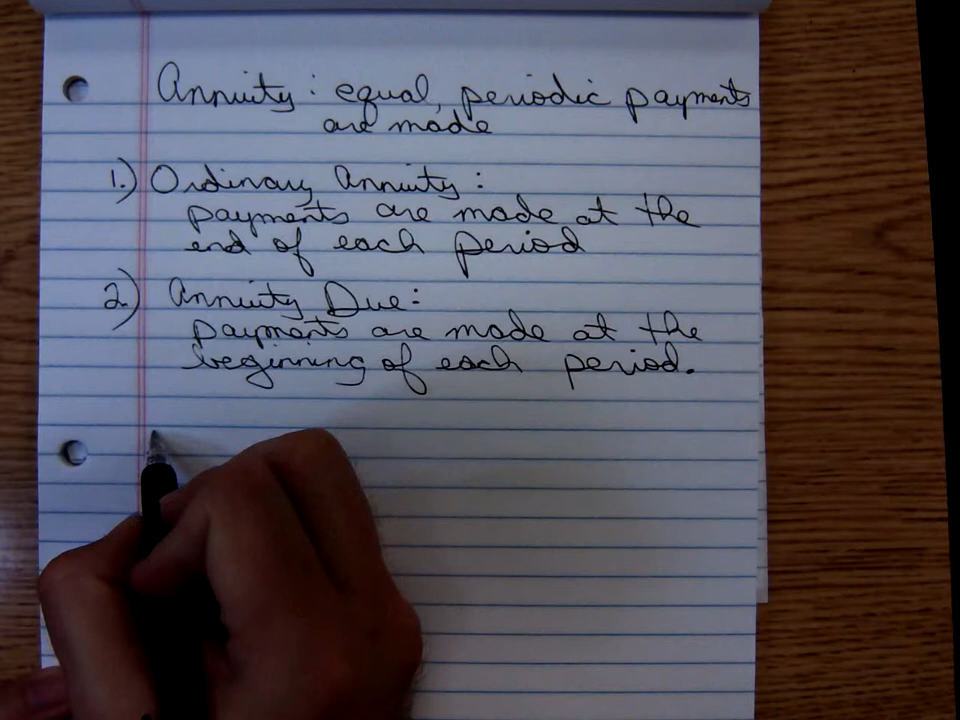 Annuity: equal, periodic payments
are made
1.) Ordinary Annuity:
payments are made at the
end of each period
2.) Annuity Due:
payments are made at the
beginning of each period.